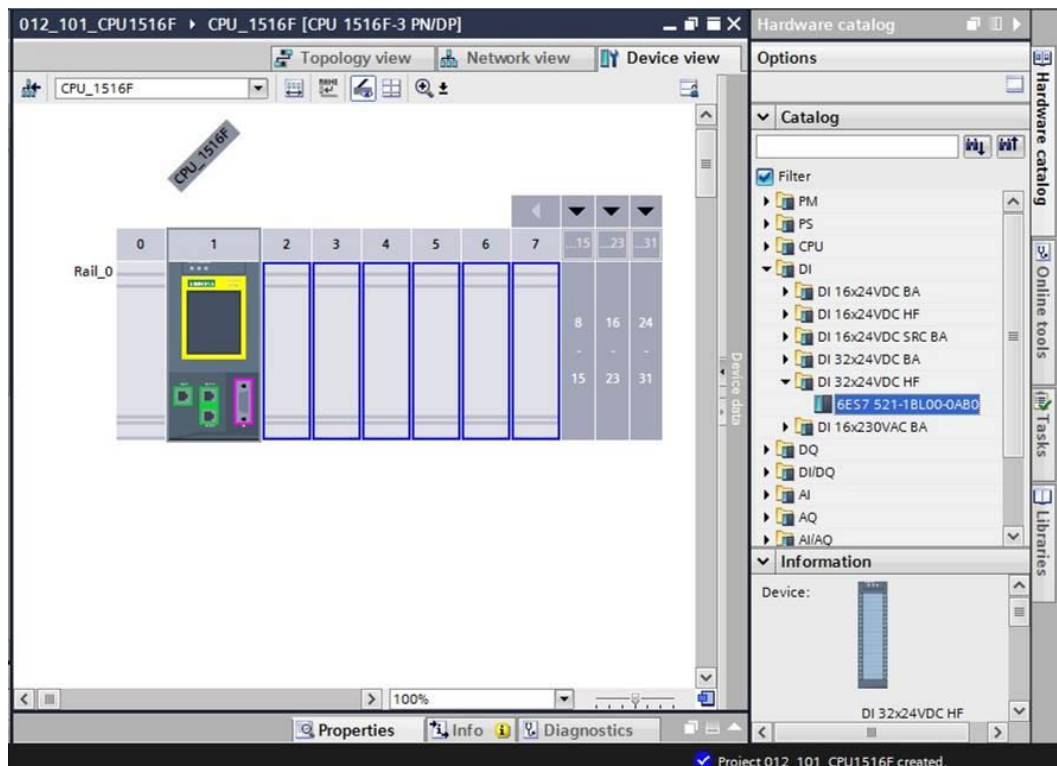 012_101_CPU1516F ▸ CPU_1516F [CPU 1516F-3 PN/DP]
Topology view
Network view
Device view
CPU_1516F
CPU_1516F
0 1 2 3 4 5 6 7 ...15 ...23 ...31
Rail_0
8 16 24
- - -
15 23 31
Device data
100%
Properties
Info
Diagnostics
Hardware catalog
Options
Catalog
Filter
PM
PS
CPU
DI
DI 16x24VDC BA
DI 16x24VDC HF
DI 16x24VDC SRC BA
DI 32x24VDC BA
DI 32x24VDC HF
6ES7 521-1BL00-0AB0
DI 16x230VAC BA
DQ
DI/DQ
AI
AQ
AI/AQ
Information
Device:
DI 32x24VDC HF
Hardware catalog
Online tools
Tasks
Libraries
Project 012_101_CPU1516F created.